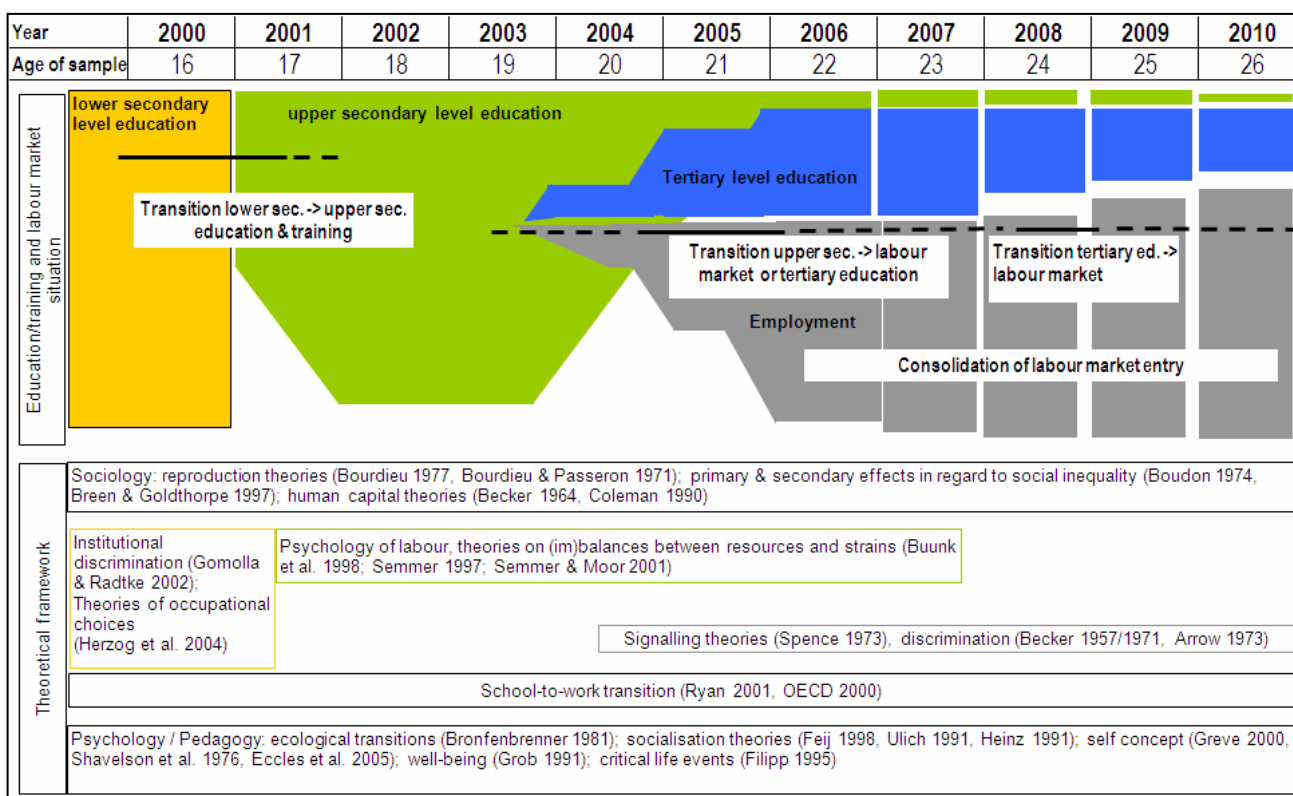 Year 2000 2001 2002 2003 2004 2005 2006 2007 2008 2009 2010
Age of sample 16 17 18 19 20 21 22 23 24 25 26
Education/training and labour market
situation
lower secondary
level education
upper secondary level education
Tertiary level education
Transition lower sec. -> upper sec.
education & training
Transition upper sec. -> labour
market or tertiary education
Transition tertiary ed. ->
labour market
Employment
Consolidation of labour market entry
Theoretical framework
Sociology: reproduction theories (Bourdieu 1977, Bourdieu & Passeron 1971); primary & secondary effects in regard to social inequality (Boudon 1974,
Breen & Goldthorpe 1997); human capital theories (Becker 1964, Coleman 1990)
Institutional
discrimination (Gomolla
& Radtke 2002);
Theories of occupational
choices
(Herzog et al. 2004)
Psychology of labour, theories on (im)balances between resources and strains (Buunk
et al. 1998; Semmer 1997; Semmer & Moor 2001)
Signalling theories (Spence 1973), discrimination (Becker 1957/1971, Arrow 1973)
School-to-work transition (Ryan 2001, OECD 2000)
Psychology / Pedagogy: ecological transitions (Bronfenbrenner 1981); socialisation theories (Feij 1998, Ulich 1991, Heinz 1991); self concept (Greve 2000,
Shavelson et al. 1976, Eccles et al. 2005); well-being (Grob 1991); critical life events (Filipp 1995)